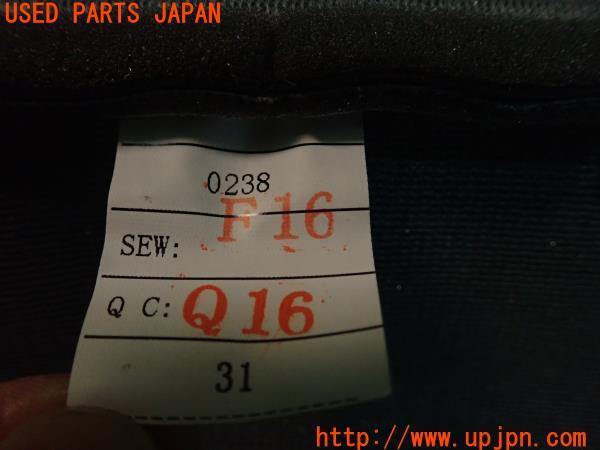 USED PARTS JAPAN
0238
SEW: F16
Q C: Q16
31
http://www.upjpn.com/